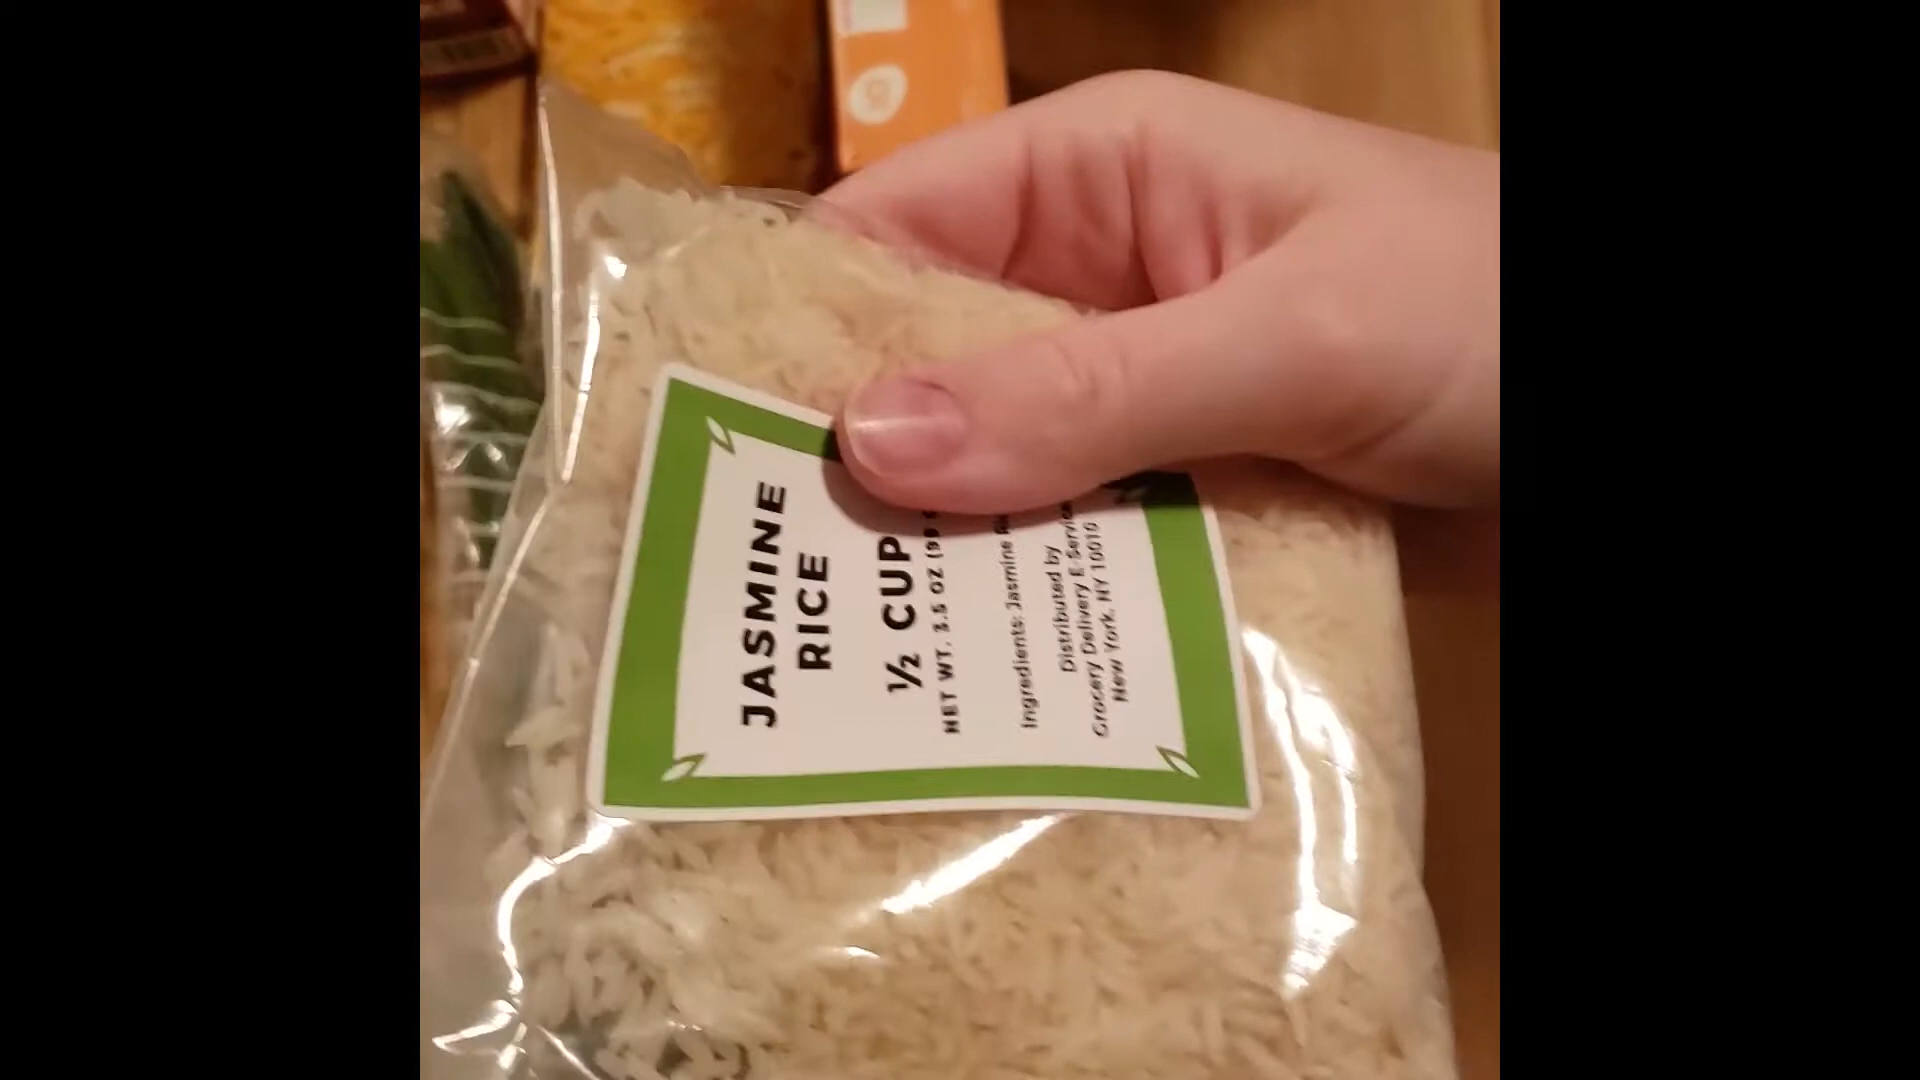 JASMINE
RICE
½ CUP
NET WT. 3.5 OZ (99
Ingredients: Jasmine
Distributed by
Grocery Delivery E-Servic
New York, NY 10010